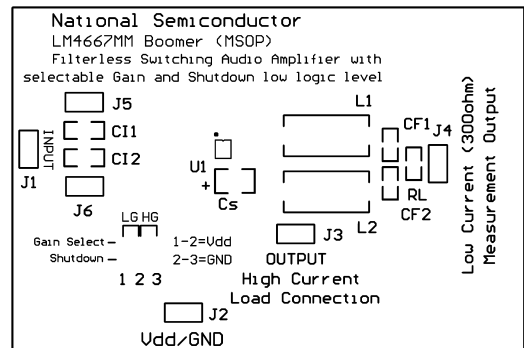 National Semiconductor
LM4667MM Boomer (MSOP)
Filterless Switching Audio Amplifier with
selectable Gain and Shutdown low logic level
J5
L1
CF1
J4
INPUT
CI1
J1
CI2
U1
+
Cs
RL
CF2
J6
L2
LG HG
J3
Gain Select – 1-2=Vdd
Shutdown – 2-3=GND
OUTPUT
High Current
Load Connection
1 2 3
J2
Vdd/GND
Low Current (300ohm)
Measurement Output